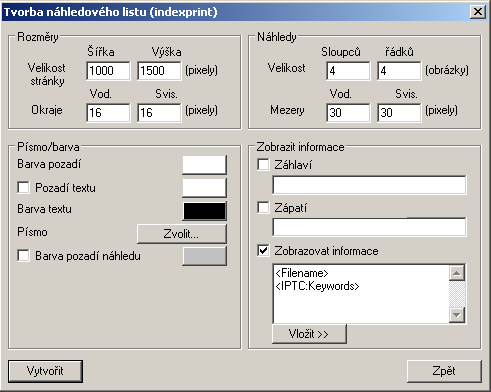 Tvorba náhledového listu (indexprint)
Rozměry
Šířka Výška
Velikost stránky 1000 1500 (pixely)
Vod. Svis.
Okraje 16 16 (pixely)
Náhledy
Sloupců řádků
Velikost 4 4 (obrázky)
Vod. Svis.
Mezery 30 30 (pixely)
Písmo/barva
Barva pozadí
Pozadí textu
Barva textu
Písmo Zvolit...
Barva pozadí náhledu
Zobrazit informace
Záhlaví
Zápatí
Zobrazovat informace
<Filename>
<IPTC:Keywords>
Vložit >>
Vytvořit Zpět